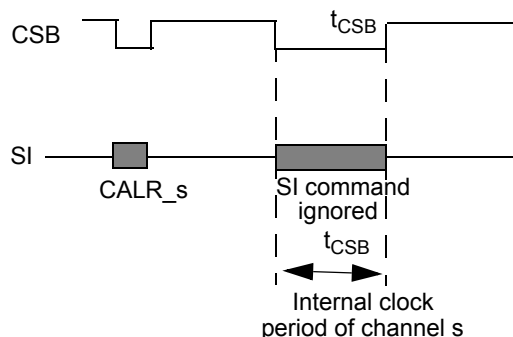 CSB
t_CSB
SI
CALR_s
SI command
ignored
t_CSB
Internal clock
period of channel s